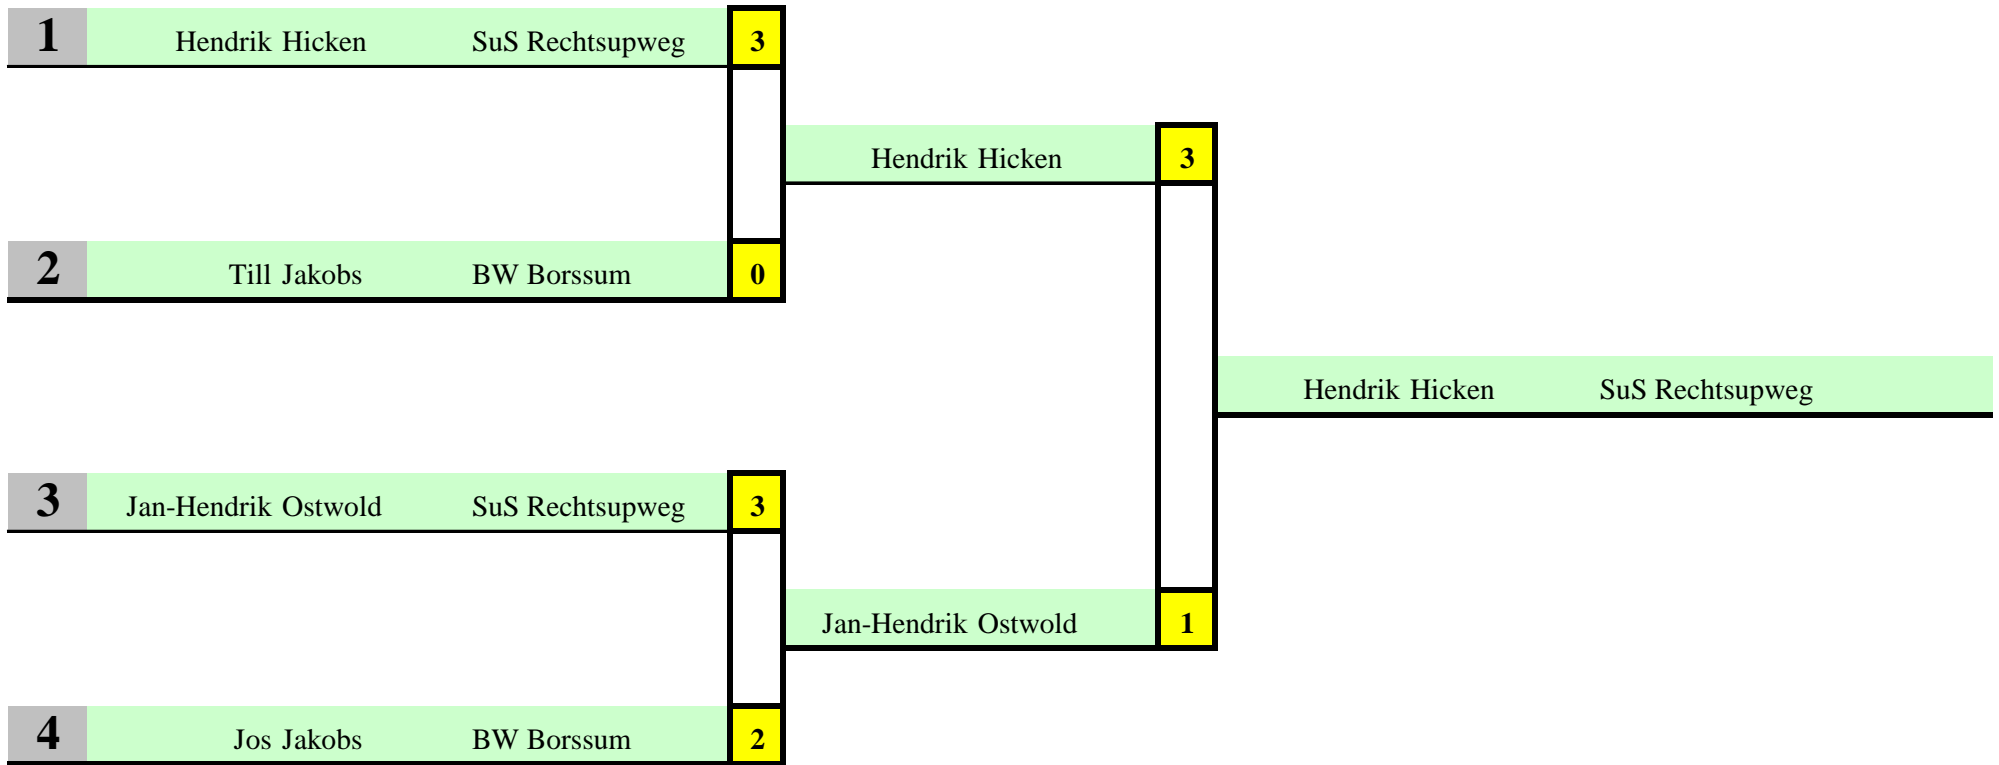 1 Hendrik Hicken SuS Rechtsupweg 3
Hendrik Hicken 3
2 Till Jakobs BW Borssum 0
Hendrik Hicken SuS Rechtsupweg
3 Jan-Hendrik Ostwold SuS Rechtsupweg 3
Jan-Hendrik Ostwold 1
4 Jos Jakobs BW Borssum 2